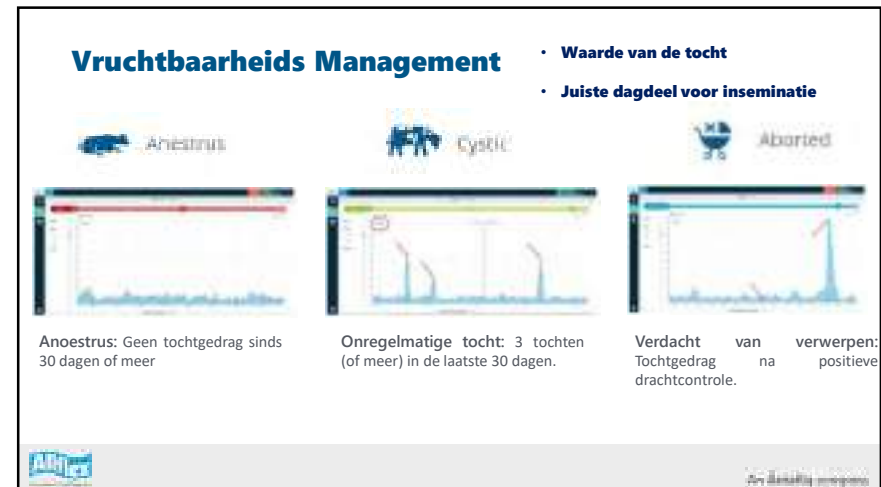 Vruchtbaarheids Management
• Waarde van de tocht
• Juiste dagdeel voor inseminatie
Anestrus
Cystic
Aborted
Anoestrus: Geen tochtgedrag sinds
30 dagen of meer
Onregelmatige tocht: 3 tochten
(of meer) in de laatste 30 dagen.
Verdacht van verwerpen:
Tochtgedrag na positieve
drachtcontrole.